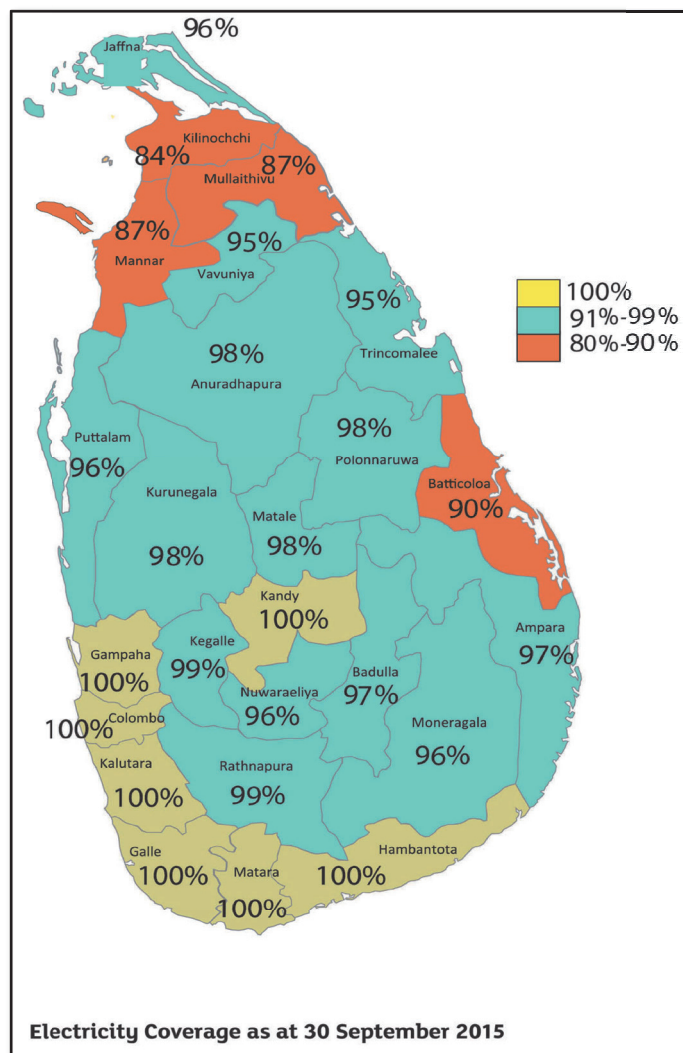 96%
Jaffna
Kilinochchi
84%
87%
Mullaithivu
87%
Mannar
95%
Vavuniya
95%
Trincomalee
100%
91%-99%
80%-90%
98%
Anuradhapura
98%
Polonnaruwa
Puttalam
96%
Batticoloa
90%
Kurunegala
98%
Matale
98%
Kandy
100%
Ampara
97%
Gampaha
100%
Kegalle
99%
Nuwaraeliya
96%
Badulla
97%
Colombo
100%
Moneragala
96%
Kalutara
100%
Rathnapura
99%
Galle
100%
Matara
100%
Hambantota
100%
Electricity Coverage as at 30 September 2015